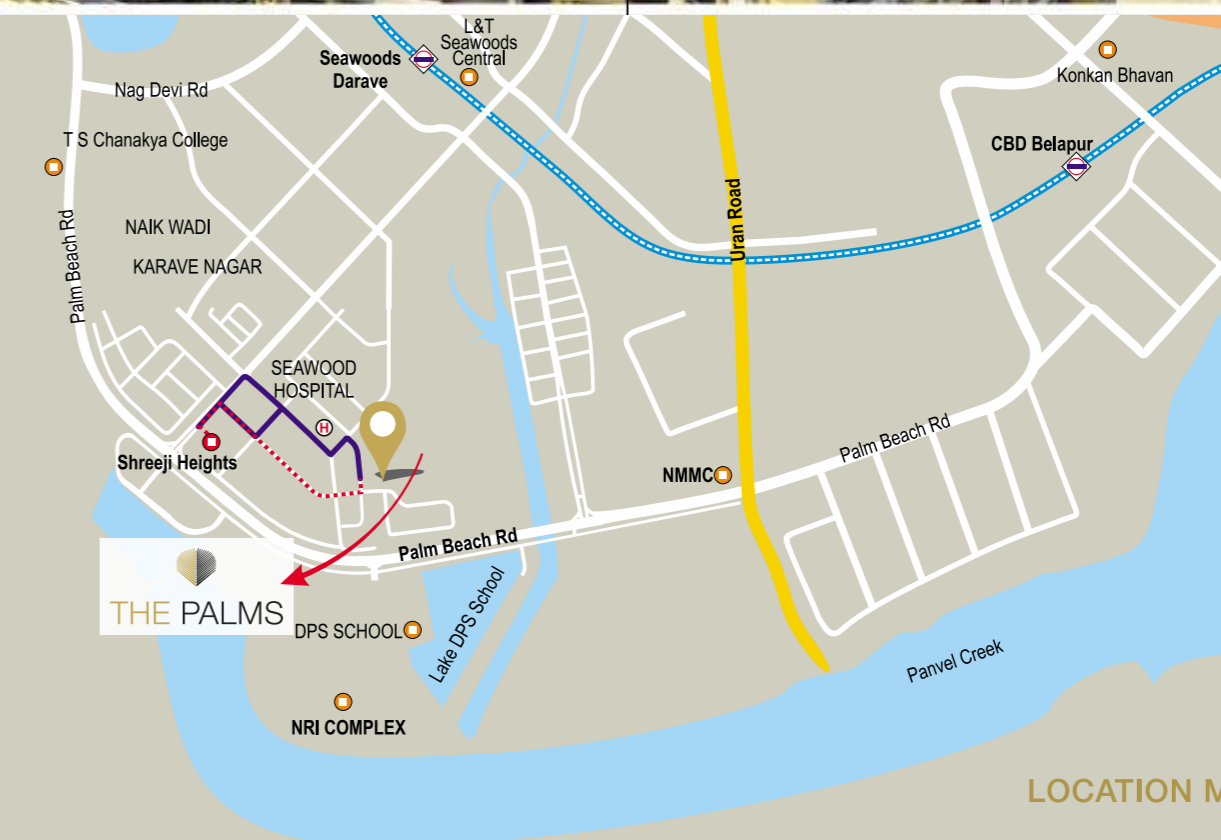 L&T
Seawoods
Central
Seawoods
Darave
Konkan Bhavan
Nag Devi Rd
T S Chanakya College
CBD Belapur
Uran Road
Palm Beach Rd
NAIK WADI
KARAVE NAGAR
SEAWOOD
HOSPITAL
H
Shreeji Heights
Palm Beach Rd
NMMC
Palm Beach Rd
THE PALMS
DPS SCHOOL
Lake DPS School
Panvel Creek
NRI COMPLEX
LOCATION M